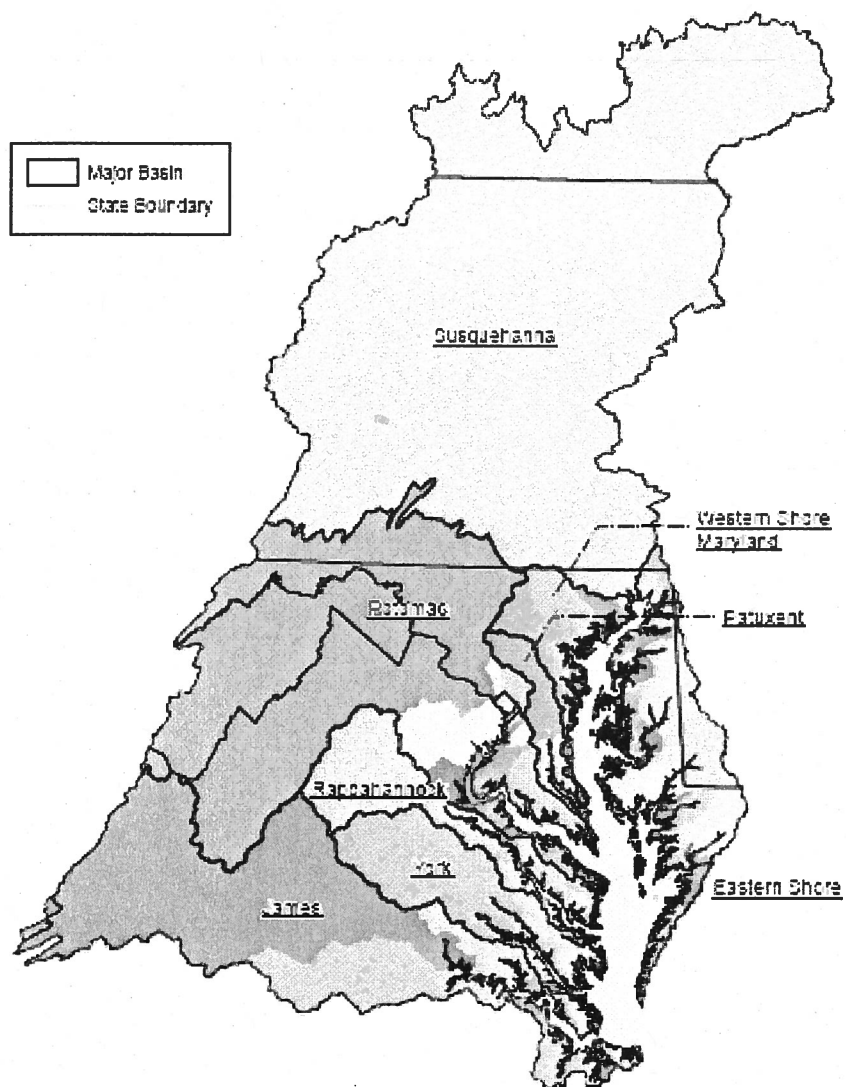 Major Basin
State Boundary
Susquehanna
Western Shore
Maryland
Potomac
Patuxent
Rappahannock
York
Eastern Shore
James